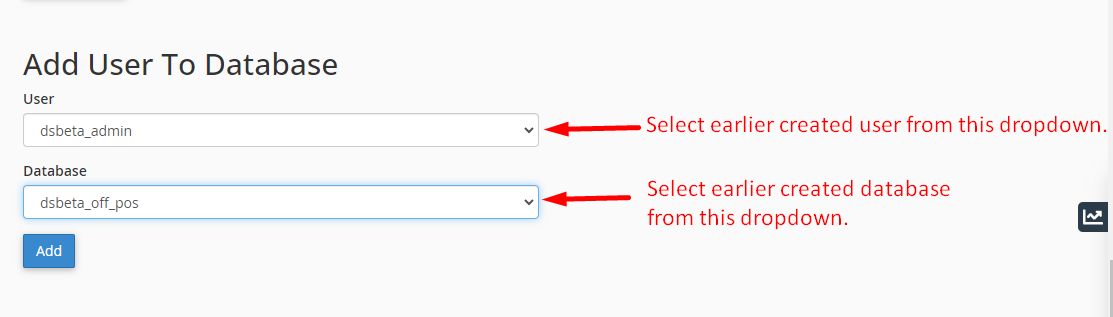 Add User To Database
User
dsbeta_admin
Select earlier created user from this dropdown.
Database
dsbeta_off_pos
Select earlier created database
from this dropdown.
Add